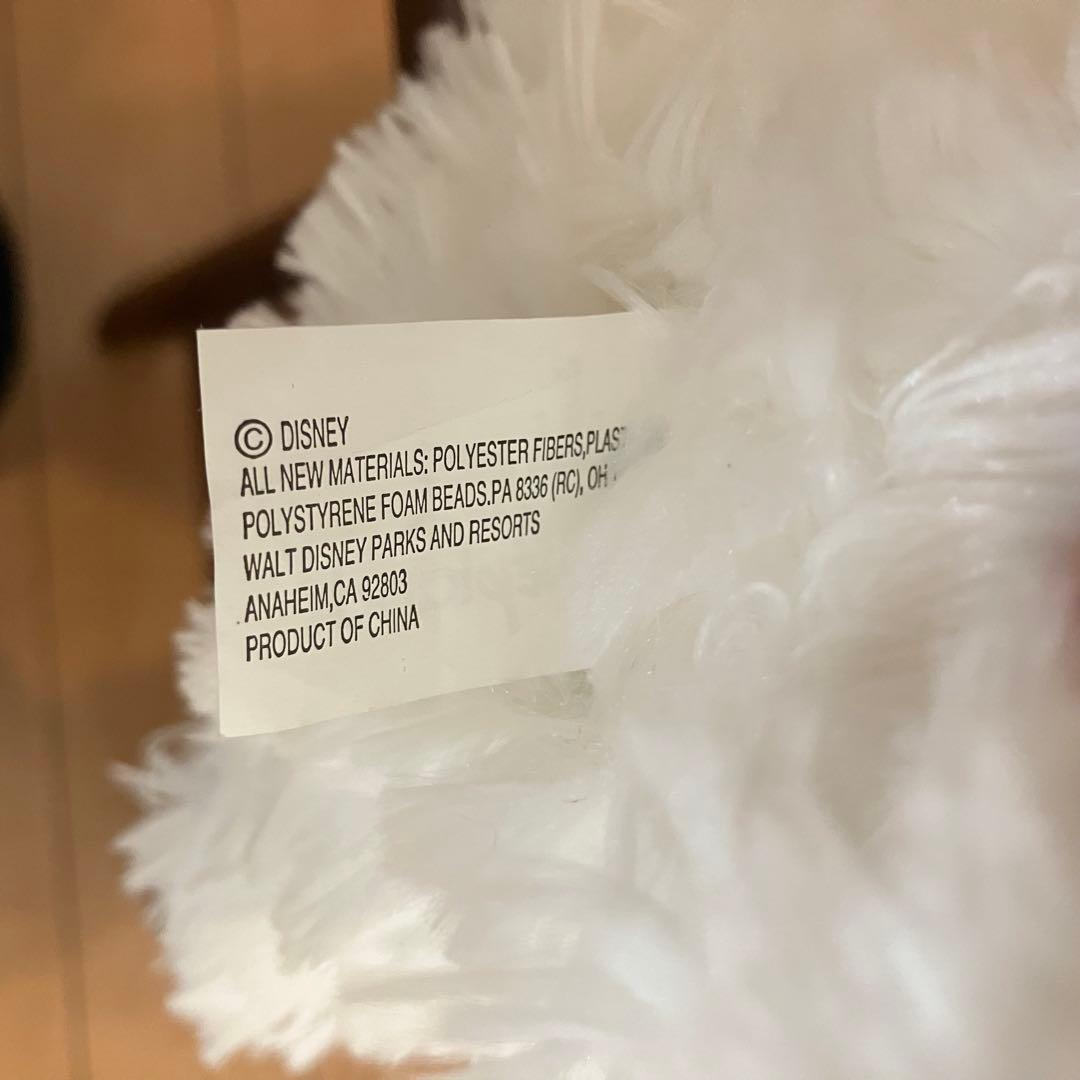 © DISNEY
ALL NEW MATERIALS: POLYESTER FIBERS,PLAS
POLYSTYRENE FOAM BEADS.PA 8336 (RC), OH
WALT DISNEY PARKS AND RESORTS
ANAHEIM,CA 92803
PRODUCT OF CHINA